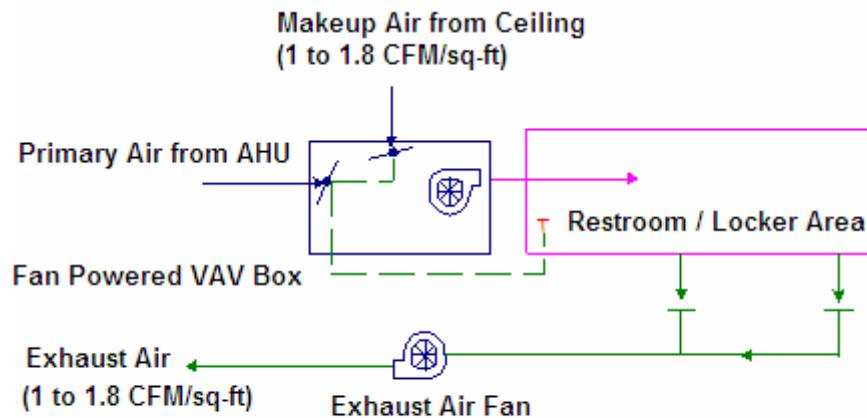 Makeup Air from Ceiling
(1 to 1.8 CFM/sq-ft)
Primary Air from AHU
T
Restroom / Locker Area
Fan Powered VAV Box
Exhaust Air
(1 to 1.8 CFM/sq-ft)
Exhaust Air Fan